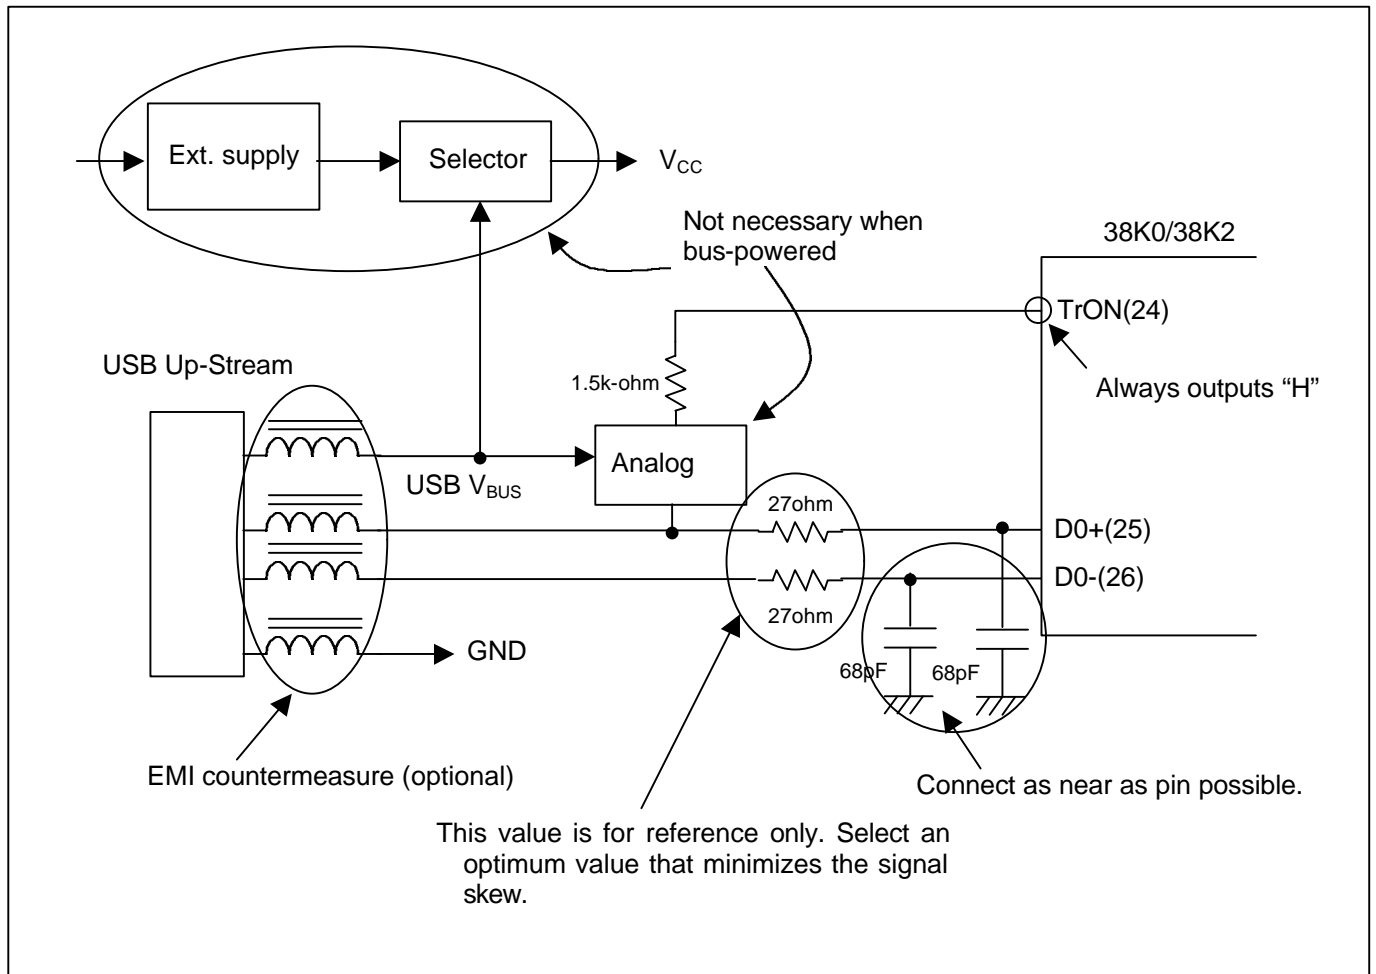 Ext. supply
Selector
VCC
Not necessary when
bus-powered
38K0/38K2
TrON(24)
USB Up-Stream
1.5k-ohm
Always outputs “H”
Analog
USB VBUS
27ohm
D0+(25)
D0-(26)
27ohm
GND
68pF
68pF
EMI countermeasure (optional)
Connect as near as pin possible.
This value is for reference only. Select an
optimum value that minimizes the signal
skew.